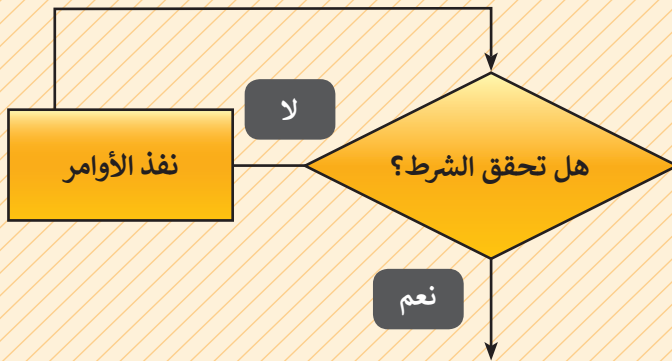 لا
هل تحقق الشرط؟
نفذ الأوامر
نعم